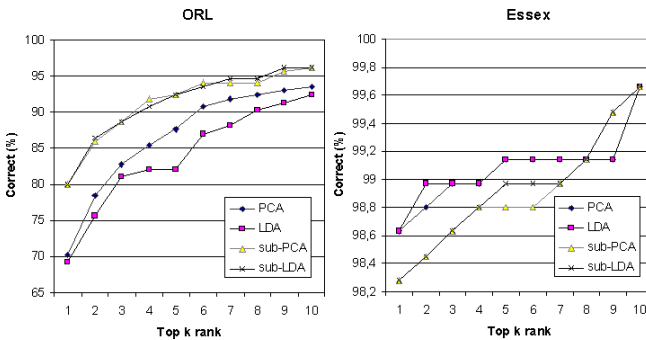 ORL
100
95
90
85
80
75
70
65
Correct (%)
1 2 3 4 5 6 7 8 9 10
Top k rank
PCA
LDA
sub-PCA
sub-LDA
Essex
100
99,8
99,6
99,4
99,2
99
98,8
98,6
98,4
98,2
Correct (%)
1 2 3 4 5 6 7 8 9 10
Top k rank
PCA
LDA
sub-PCA
sub-LDA